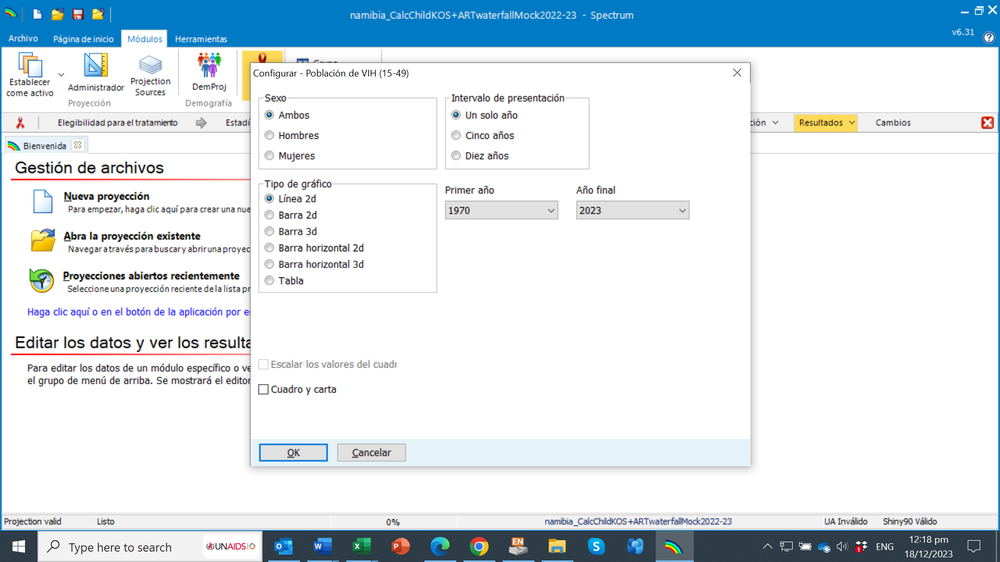 namibia_CalcChildKOS+ARTwaterfallMock2022-23 - Spectrum
Archivo Página de inicio Módulos Herramientas v6.31
Establecer come activo
Administrador
Projection Sources
Proyección
DemProj
Demografía
Elegibilidad para el tratamiento
Resultados
Cambios
Bienvenida
Gestión de archivos
Nueva proyección
Para empezar, haga clic aquí para crear una nue
Abra la proyección existente
Navegar a través para buscar y abrir una proyec
Proyecciones abiertos recientemente
Seleccione una proyección reciente de la lista pr
Haga clic aquí o en el botón de la aplicación por e
Editar los datos y ver los resulta
Para editar los datos de un módulo específico o ve
el grupo de menú de arriba. Se mostrará el editor
Configurar - Población de VIH (15-49)
Sexo
Ambos
Hombres
Mujeres
Intervalo de presentación
Un solo año
Cinco años
Diez años
Tipo de gráfico
Línea 2d
Barra 2d
Barra 3d
Barra horizontal 2d
Barra horizontal 3d
Tabla
Primer año
1970
Año final
2023
Escalar los valores del cuadr
Cuadro y carta
OK
Cancelar
Projection valid Listo 0% namibia_CalcChildKOS+ARTwaterfallMock2022-23 UA Inválido Shiny90 Válido
Type here to search
UNAIDS
EN
1
ENG
12:18 pm
18/12/2023